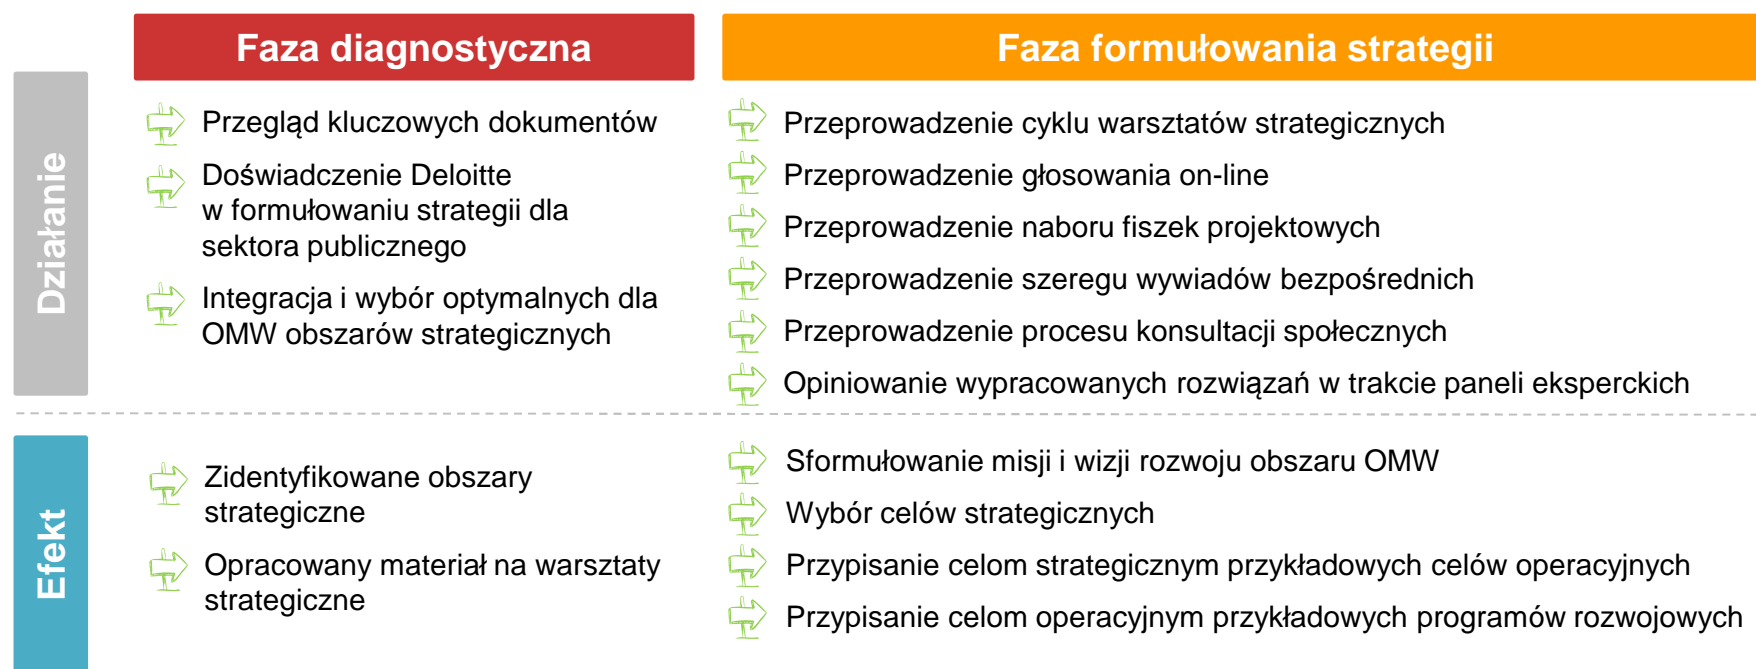 Faza diagnostyczna
Faza formułowania strategii
Działanie
Przegląd kluczowych dokumentów
Doświadczenie Deloitte
w formułowaniu strategii dla
sektora publicznego
Integracja i wybór optymalnych dla
OMW obszarów strategicznych
Przeprowadzenie cyklu warsztatów strategicznych
Przeprowadzenie głosowania on-line
Przeprowadzenie naboru fiszek projektowych
Przeprowadzenie szeregu wywiadów bezpośrednich
Przeprowadzenie procesu konsultacji społecznych
Opiniowanie wypracowanych rozwiązań w trakcie paneli eksperckich
Efekt
Zidentyfikowane obszary
strategiczne
Opracowany materiał na warsztaty
strategiczne
Sformułowanie misji i wizji rozwoju obszaru OMW
Wybór celów strategicznych
Przypisanie celom strategicznym przykładowych celów operacyjnych
Przypisanie celom operacyjnym przykładowych programów rozwojowych